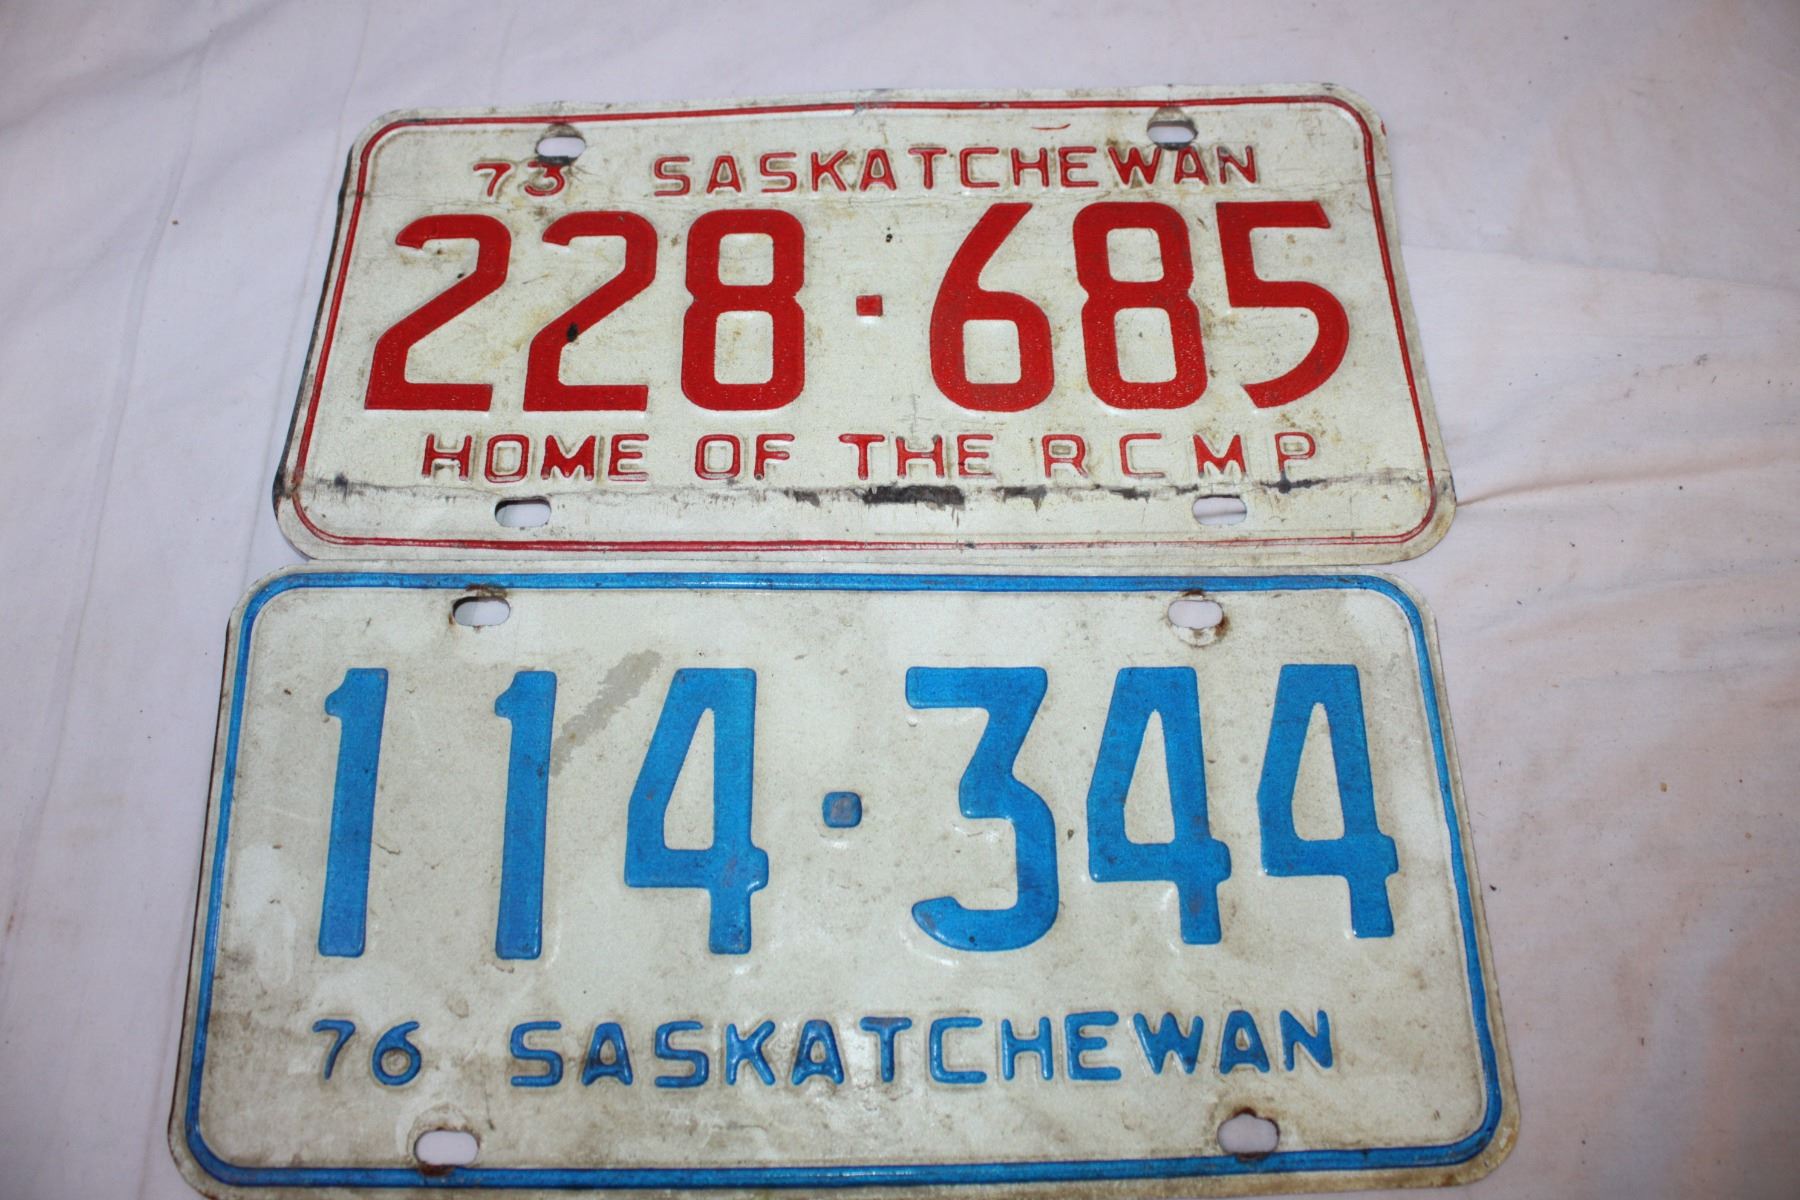 73 SASKATCHEWAN
228·685
HOME OF THE RCMP
114·344
76 SASKATCHEWAN